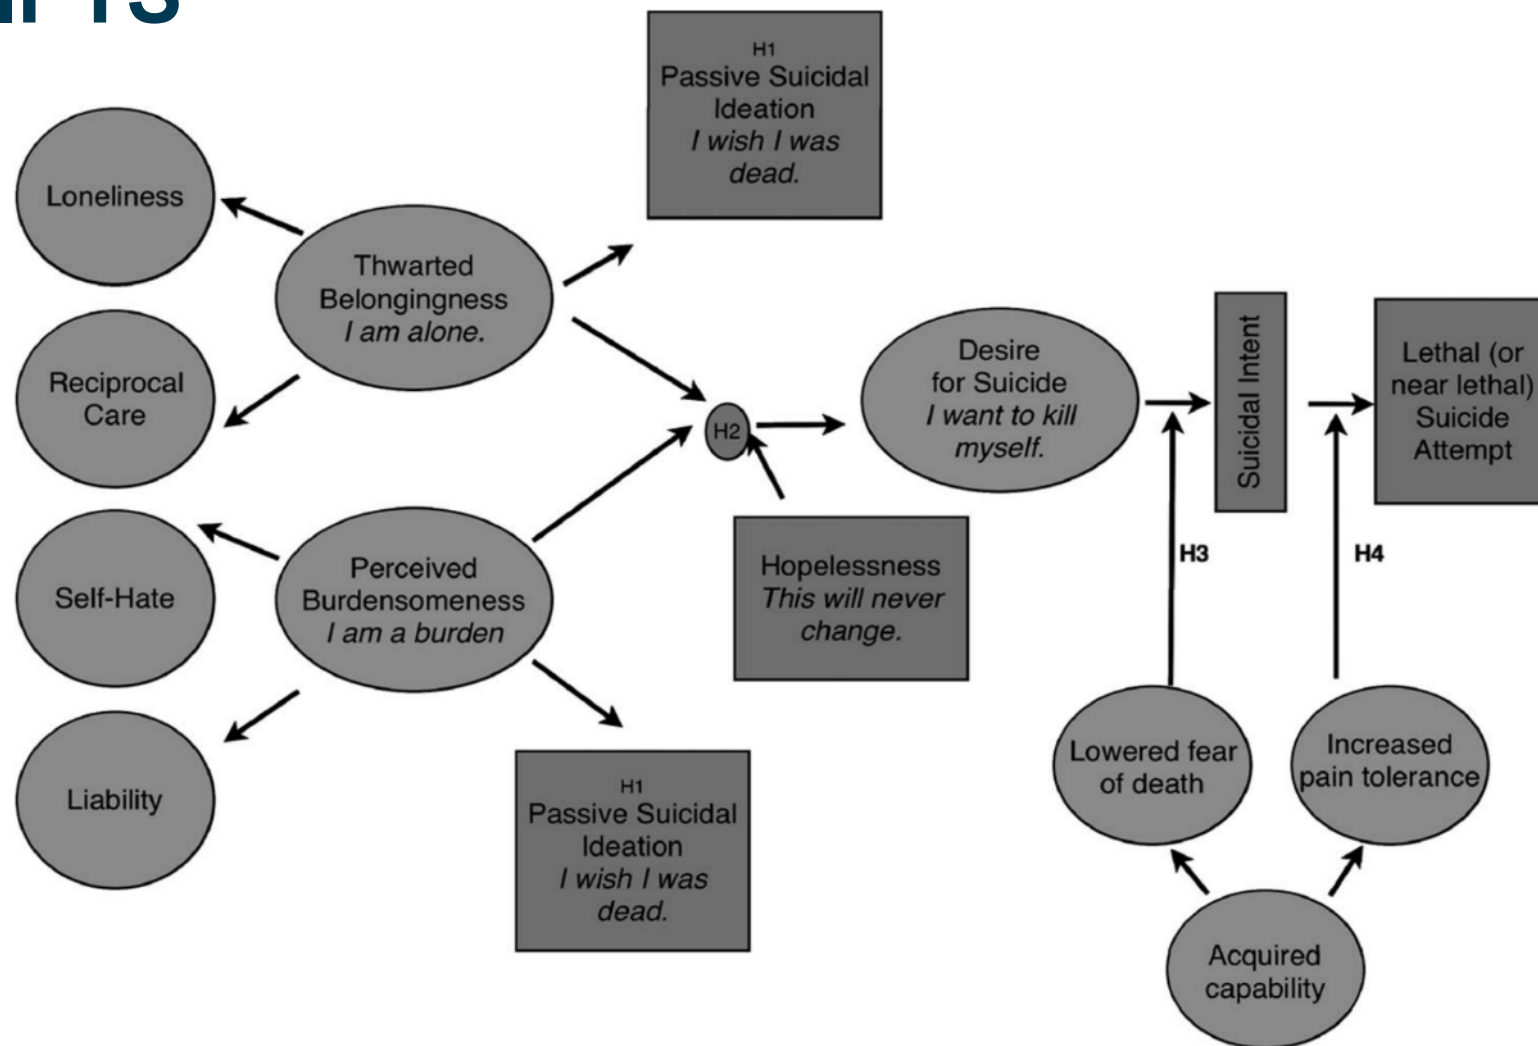 H1
Passive Suicidal
Ideation
I wish I was
dead.
Loneliness
Thwarted
Belongingness
I am alone.
Reciprocal
Care
Desire
for Suicide
I want to kill
myself.
Suicidal Intent
Lethal (or
near lethal)
Suicide
Attempt
H2
Self-Hate
Perceived
Burdensomeness
I am a burden
Hopelessness
This will never
change.
H3
H4
Liability
H1
Passive Suicidal
Ideation
I wish I was
dead.
Lowered fear
of death
Increased
pain tolerance
Acquired
capability